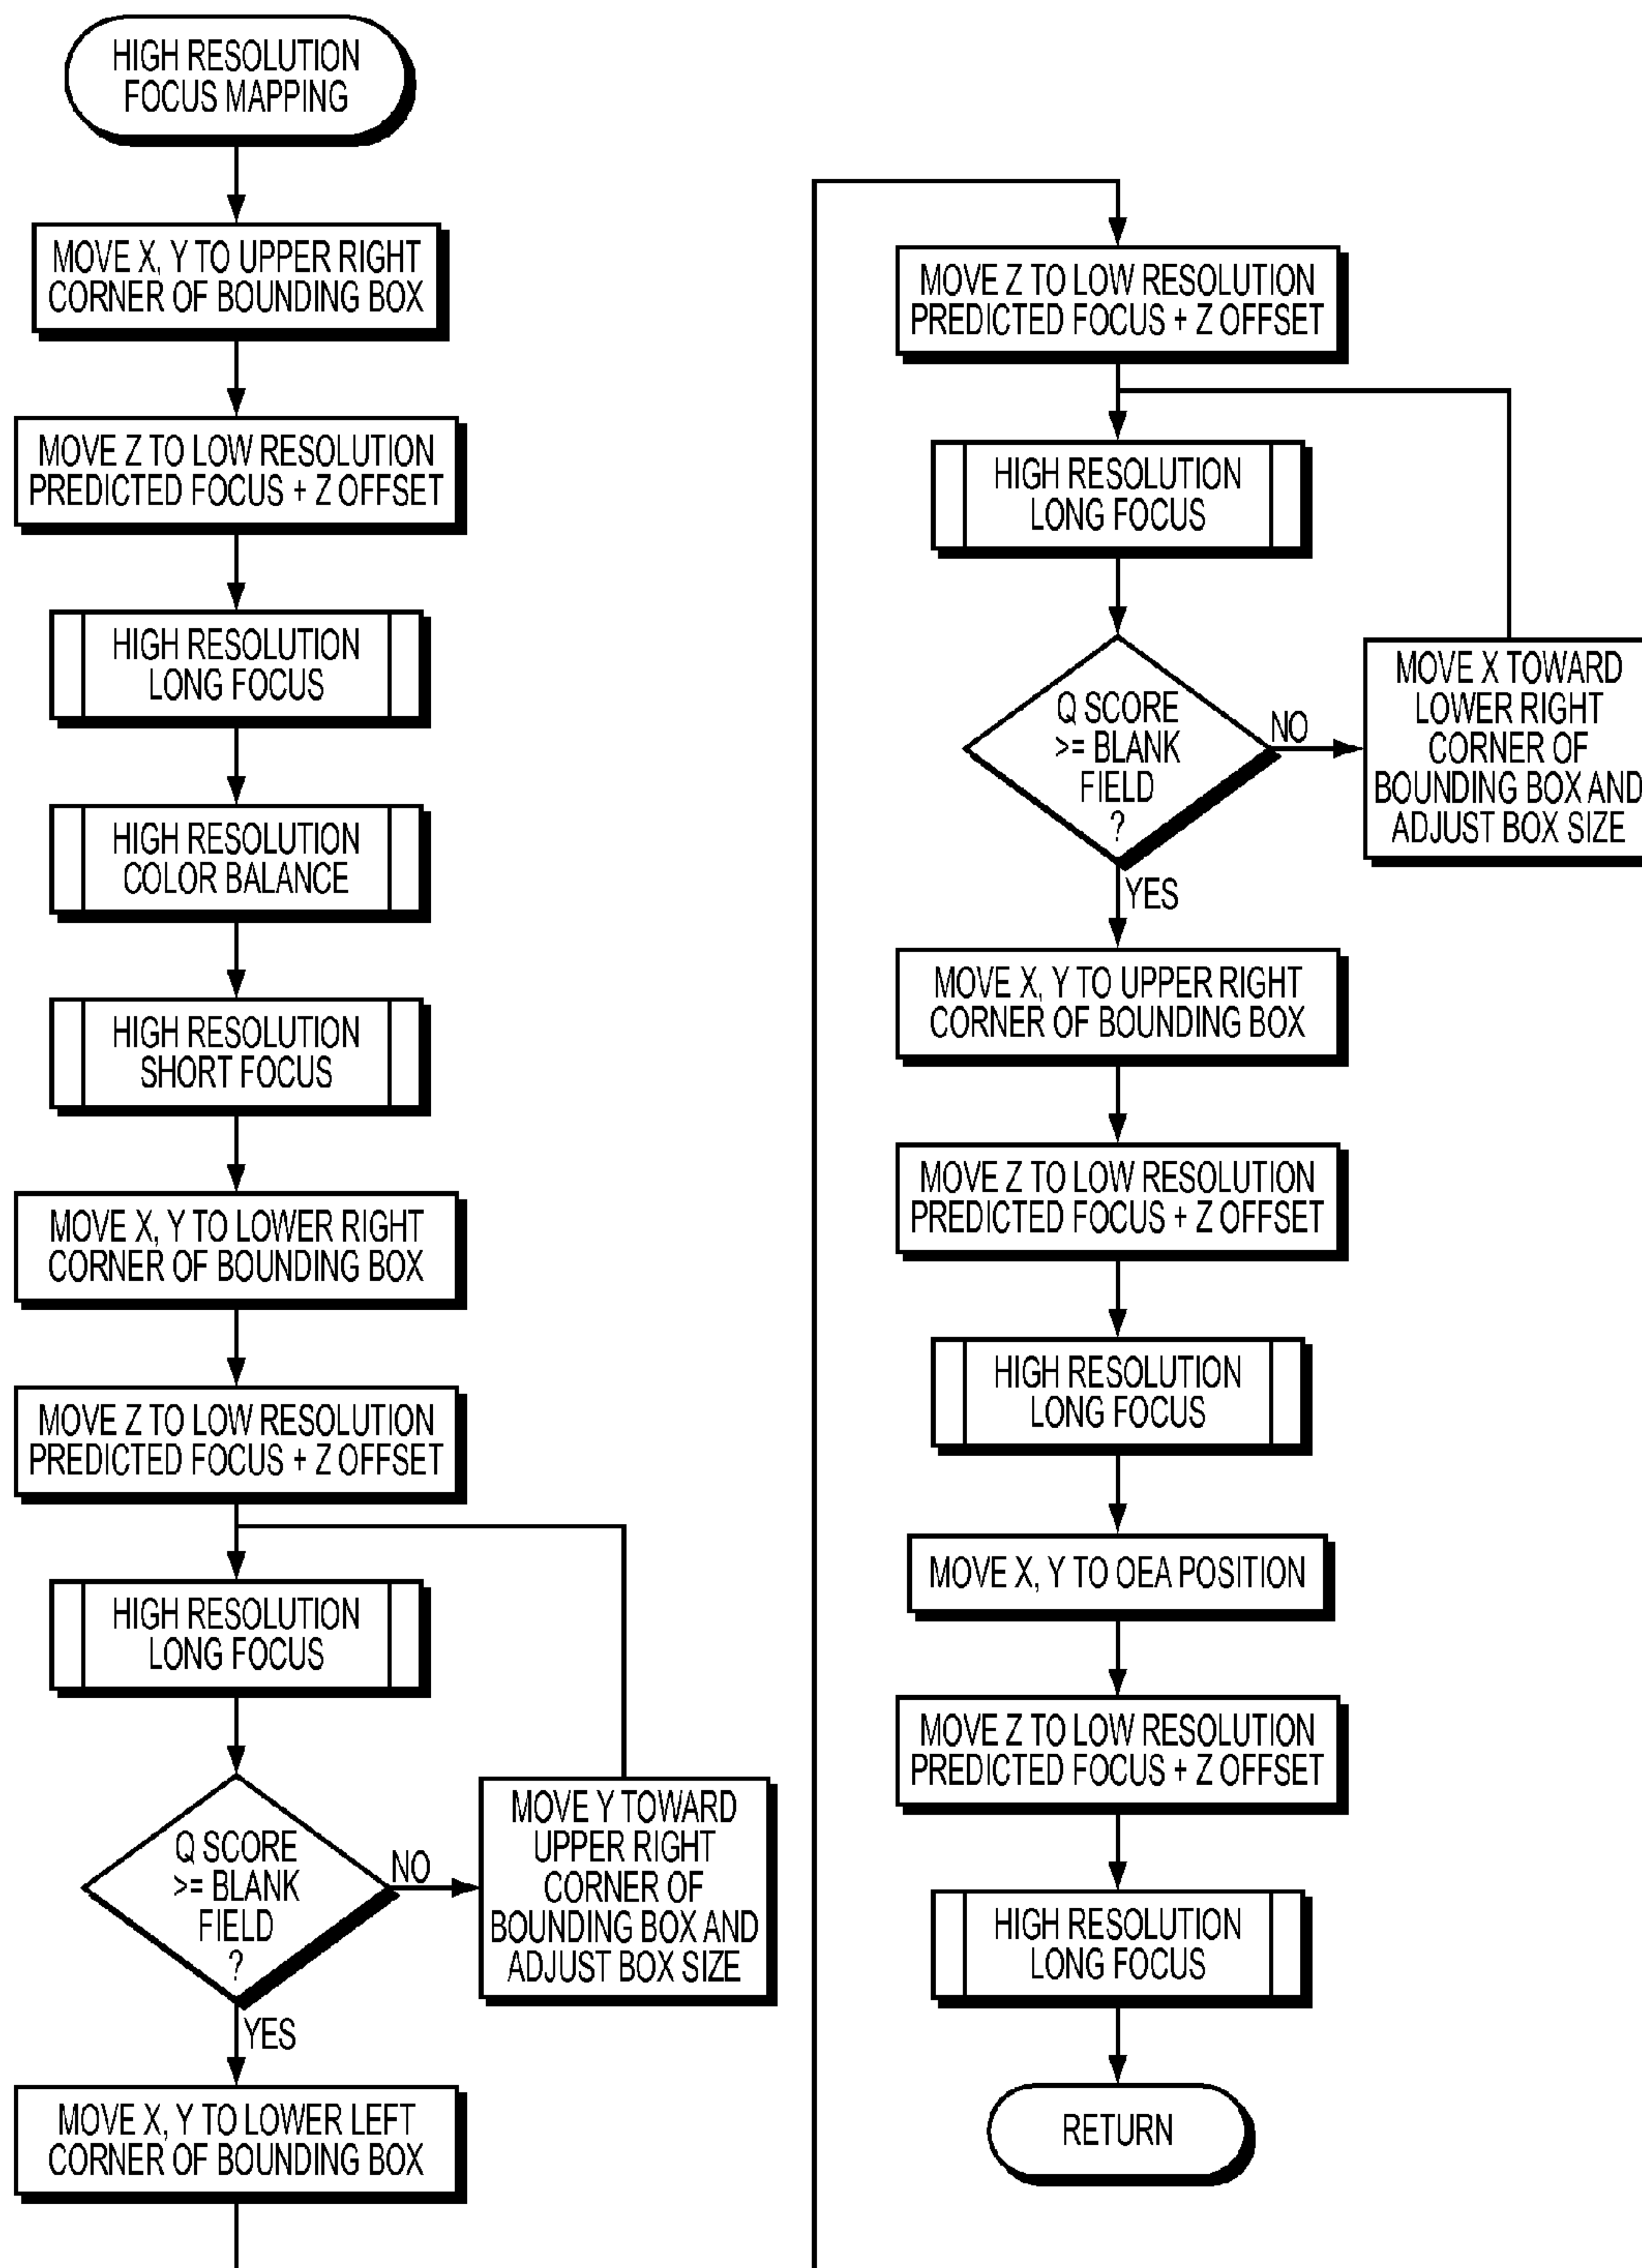 HIGH RESOLUTION
FOCUS MAPPING
MOVE X, Y TO UPPER RIGHT
CORNER OF BOUNDING BOX
MOVE Z TO LOW RESOLUTION
PREDICTED FOCUS + Z OFFSET
HIGH RESOLUTION
LONG FOCUS
HIGH RESOLUTION
COLOR BALANCE
HIGH RESOLUTION
SHORT FOCUS
MOVE X, Y TO LOWER RIGHT
CORNER OF BOUNDING BOX
MOVE Z TO LOW RESOLUTION
PREDICTED FOCUS + Z OFFSET
HIGH RESOLUTION
LONG FOCUS
Q SCORE
>= BLANK
FIELD
?
NO
MOVE Y TOWARD
UPPER RIGHT
CORNER OF
BOUNDING BOX AND
ADJUST BOX SIZE
YES
MOVE X, Y TO LOWER LEFT
CORNER OF BOUNDING BOX
MOVE Z TO LOW RESOLUTION
PREDICTED FOCUS + Z OFFSET
HIGH RESOLUTION
LONG FOCUS
Q SCORE
>= BLANK
FIELD
?
NO
MOVE X TOWARD
LOWER RIGHT
CORNER OF
BOUNDING BOX AND
ADJUST BOX SIZE
YES
MOVE X, Y TO UPPER RIGHT
CORNER OF BOUNDING BOX
MOVE Z TO LOW RESOLUTION
PREDICTED FOCUS + Z OFFSET
HIGH RESOLUTION
LONG FOCUS
MOVE X, Y TO OEA POSITION
MOVE Z TO LOW RESOLUTION
PREDICTED FOCUS + Z OFFSET
HIGH RESOLUTION
LONG FOCUS
RETURN